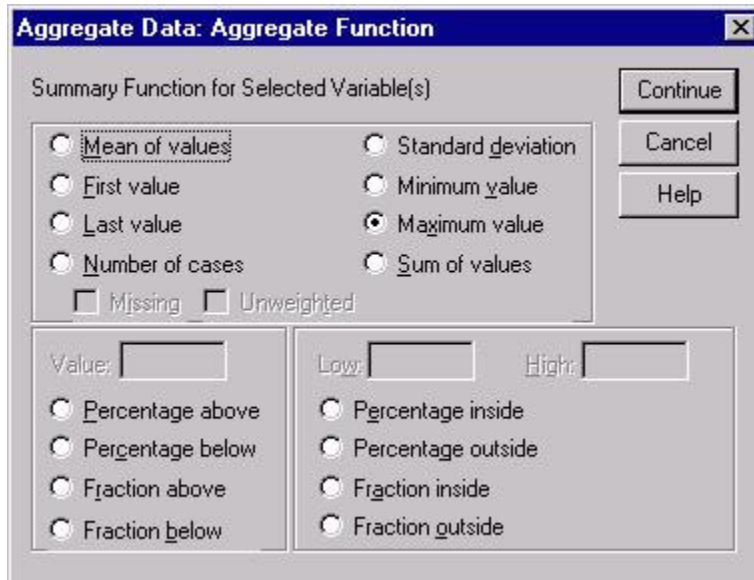 Aggregate Data: Aggregate Function
Summary Function for Selected Variable(s)
Continue
Cancel
Help
Mean of values
Standard deviation
First value
Minimum value
Last value
Maximum value
Number of cases
Sum of values
Missing
Unweighted
Value:
Low:
High:
Percentage above
Percentage inside
Percentage below
Percentage outside
Fraction above
Fraction inside
Fraction below
Fraction outside